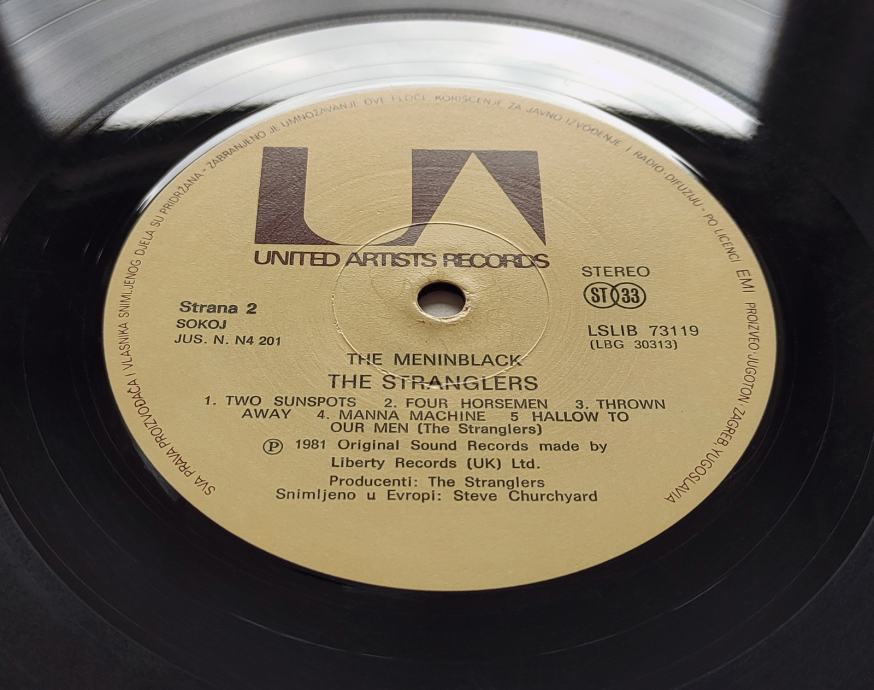 SVA PRAVA PROIZVOĐAČA I VLASNIKA SNIMLJENOG DJELA SU PRIDRŽANA - ZABRANJENO JE UMNOŽAVANJE OVE PLOČE, KORIŠĆENJE ZA JAVNO IZVOĐENJE I RADIO-DIFUZIJU - PO LICENCI EMI PROIZVEO JUGOTON ZAGREB, YUGOSLAVIA
UA
UNITED ARTISTS RECORDS
STEREO
ST 33
Strana 2
SOKOJ
JUS. N. N4 201
LSLIB 73119
(LBG 30313)
THE MENINBLACK
THE STRANGLERS
1. TWO SUNSPOTS 2. FOUR HORSEMEN 3. THROWN
AWAY 4. MANNA MACHINE 5 HALLOW TO
OUR MEN (The Stranglers)
Ⓟ 1981 Original Sound Records made by
Liberty Records (UK) Ltd.
Producenti: The Stranglers
Snimljeno u Evropi: Steve Churchyard